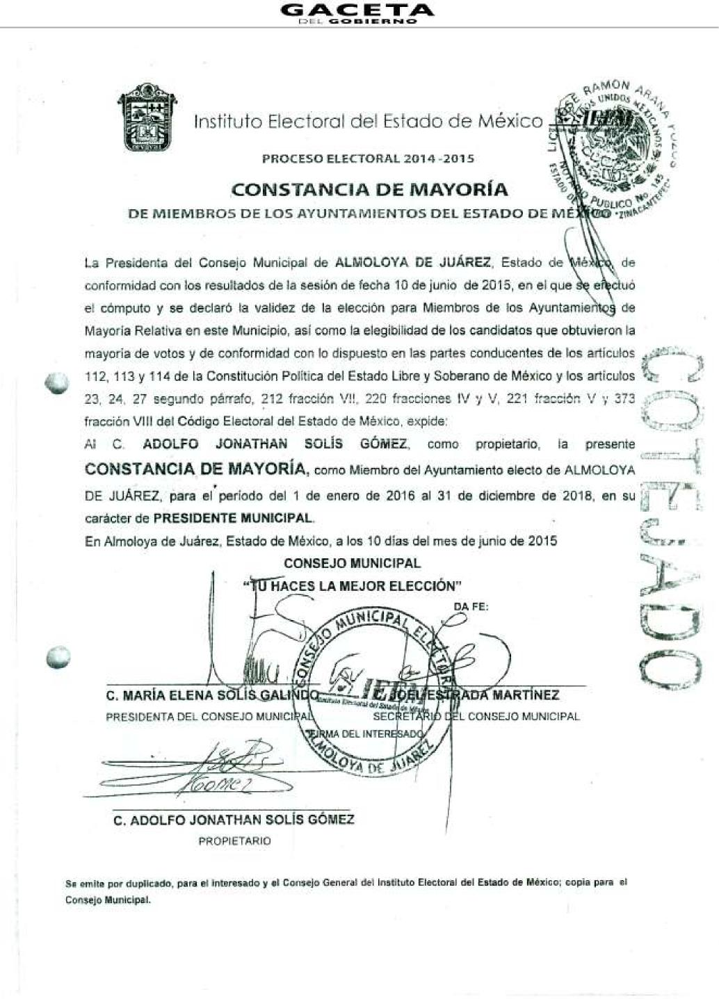 GACETA
DEL GOBIERNO
Instituto Electoral del Estado de México
LIC. JOSE RAMON ARANA POZOS
ESTADOS UNIDOS MEXICANOS
IEEM
NOTARIO PUBLICO No. 145
ESTADO DE MEXICO "ZINACANTEPEC"
PROCESO ELECTORAL 2014-2015
CONSTANCIA DE MAYORÍA
DE MIEMBROS DE LOS AYUNTAMIENTOS DEL ESTADO DE MÉXICO
La Presidenta del Consejo Municipal de ALMOLOYA DE JUÁREZ, Estado de México, de
conformidad con los resultados de la sesión de fecha 10 de junio de 2015, en el que se efectuó
el cómputo y se declaró la validez de la elección para Miembros de los Ayuntamientos de
Mayoría Relativa en este Municipio, así como la elegibilidad de los candidatos que obtuvieron la
mayoría de votos y de conformidad con lo dispuesto en las partes conducentes de los artículos
112, 113 y 114 de la Constitución Política del Estado Libre y Soberano de México y los artículos
23, 24, 27 segundo párrafo, 212 fracción VII, 220 fracciones IV y V, 221 fracción V y 373
fracción VIII del Código Electoral del Estado de México, expide:
Al C. ADOLFO JONATHAN SOLÍS GÓMEZ, como propietario, la presente
CONSTANCIA DE MAYORÍA, como Miembro del Ayuntamiento electo de ALMOLOYA
DE JUÁREZ, para el período del 1 de enero de 2016 al 31 de diciembre de 2018, en su
carácter de PRESIDENTE MUNICIPAL.
En Almoloya de Juárez, Estado de México, a los 10 días del mes de junio de 2015
COTEJADO
CONSEJO MUNICIPAL
"TÚ HACES LA MEJOR ELECCIÓN"
DA FE:
CONSEJO MUNICIPAL ELECTORAL
IEEM
Instituto Electoral del Estado de México
ALMOLOYA DE JUAREZ
C. MARÍA ELENA SOLÍS GALINDO C. JOEL ESTRADA MARTÍNEZ
PRESIDENTA DEL CONSEJO MUNICIPAL SECRETARIO DEL CONSEJO MUNICIPAL
FIRMA DEL INTERESADO
Solis
Gomez
C. ADOLFO JONATHAN SOLÍS GÓMEZ
PROPIETARIO
Se emite por duplicado, para el interesado y el Consejo General del Instituto Electoral del Estado de México; copia para el
Consejo Municipal.